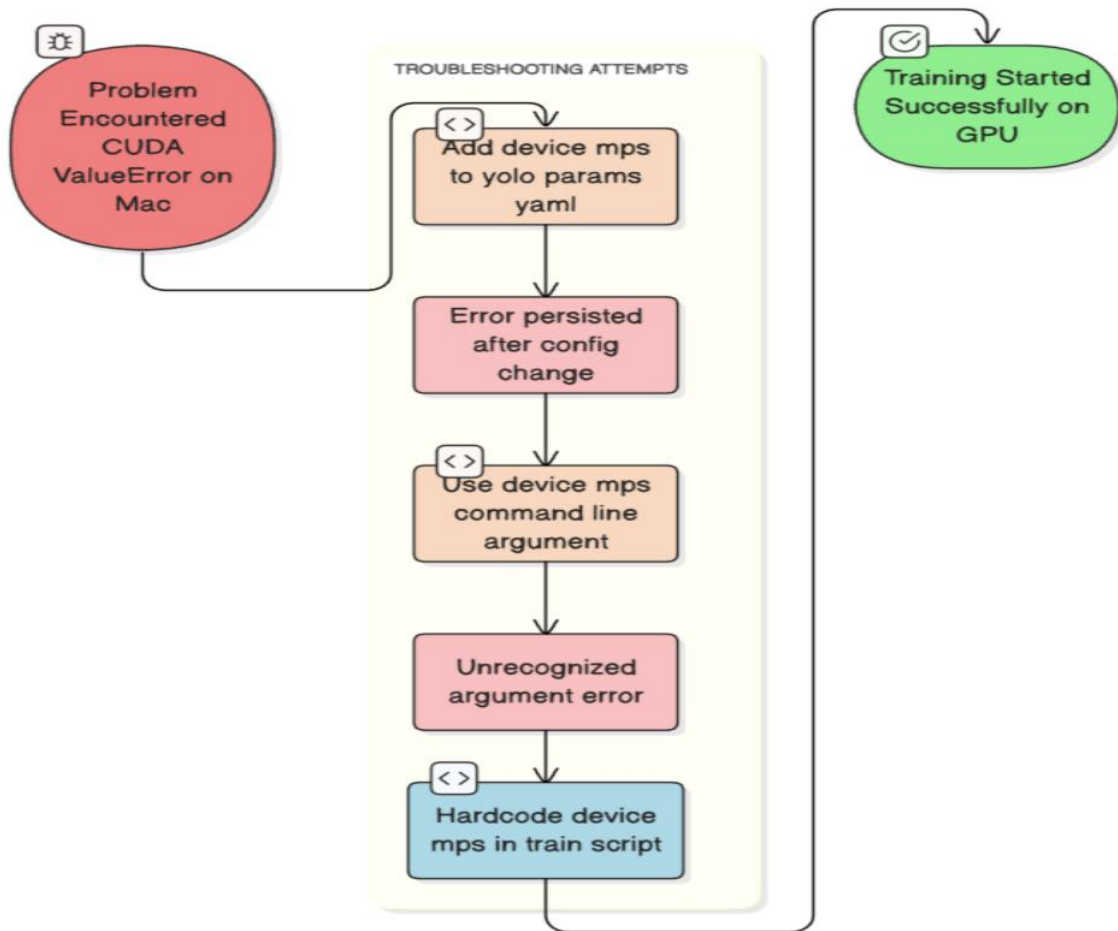 Problem
Encountered
CUDA
ValueError on
Mac
TROUBLESHOOTING ATTEMPTS
<>
Add device mps
to yolo params
yaml
Error persisted
after config
change
<>
Use device mps
command line
argument
Unrecognized
argument error
<>
Hardcode device
mps in train script
Training Started
Successfully on
GPU